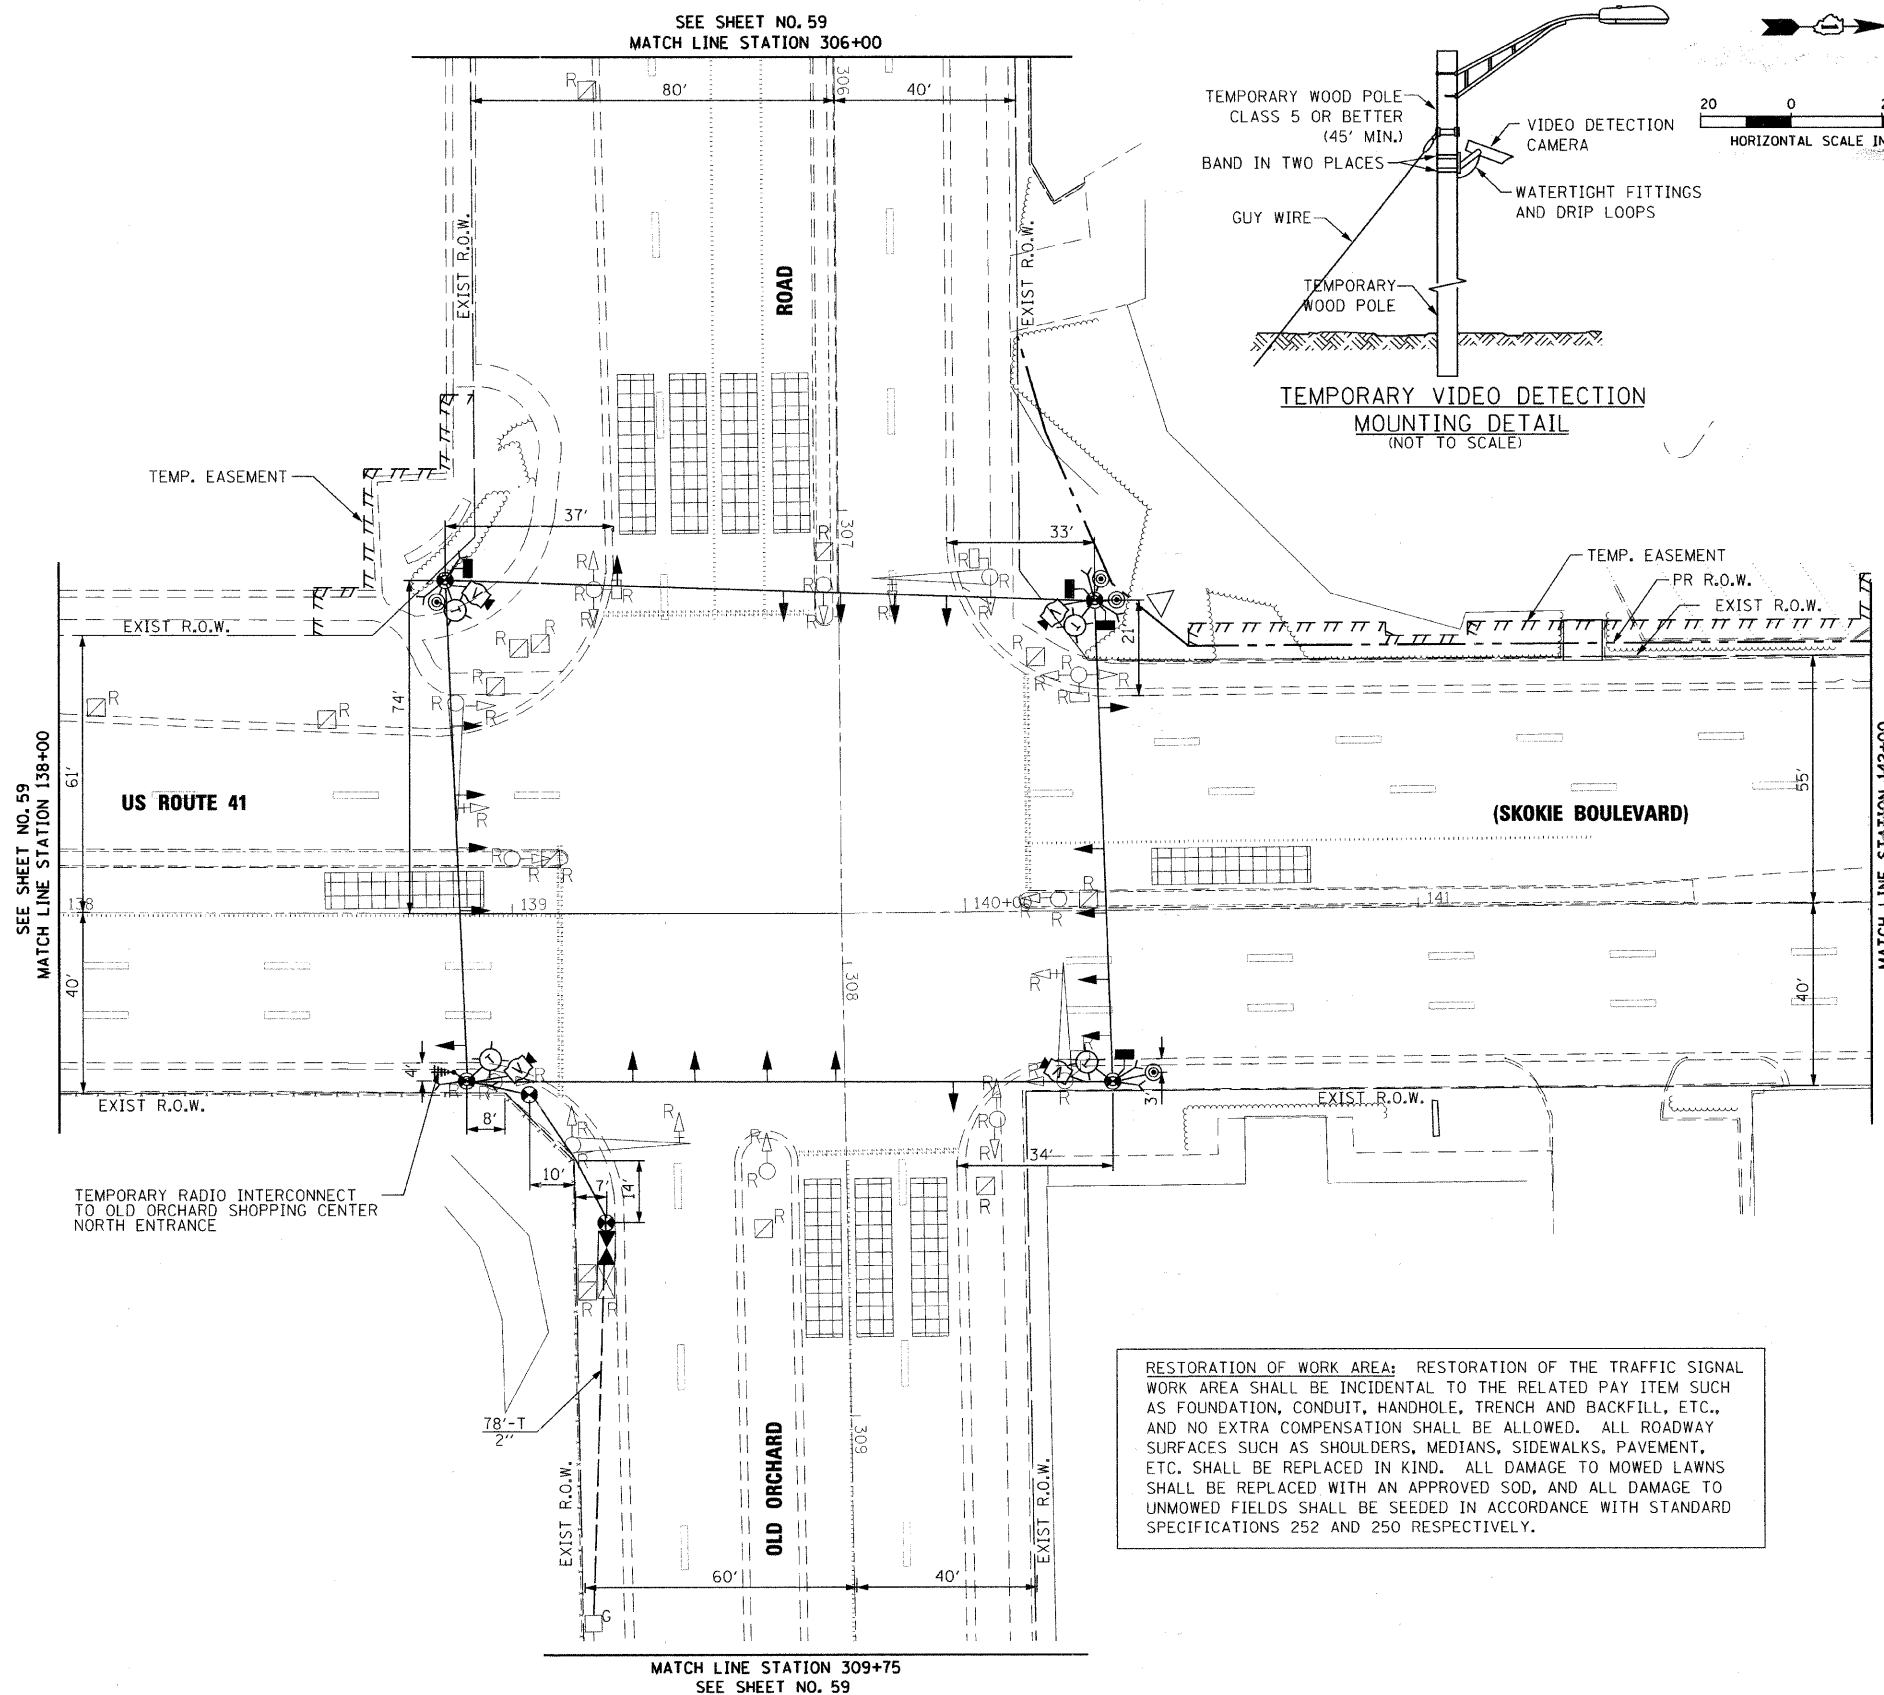 SEE SHEET NO. 59
MATCH LINE STATION 306+00
80'
40'
306
R
EXIST R.O.W.
ROAD
EXIST R.O.W.
TEMPORARY WOOD POLE
CLASS 5 OR BETTER
(45' MIN.)
BAND IN TWO PLACES
GUY WIRE
TEMPORARY
WOOD POLE
VIDEO DETECTION
CAMERA
WATERTIGHT FITTINGS
AND DRIP LOOPS
TEMPORARY VIDEO DETECTION
MOUNTING DETAIL
(NOT TO SCALE)
20 0 2
HORIZONTAL SCALE IN
TEMP. EASEMENT
37'
307
33'
21'
TEMP. EASEMENT
PR R.O.W.
EXIST R.O.W.
EXIST R.O.W.
74'
61'
US ROUTE 41
(SKOKIE BOULEVARD)
55'
SEE SHEET NO. 59
MATCH LINE STATION 138+00
138
139
140+00
141
40'
308
40'
MATCH LINE STATION 142+00
4'
EXIST R.O.W.
8'
10'
7'
14'
34'
3'
EXIST R.O.W.
TEMPORARY RADIO INTERCONNECT
TO OLD ORCHARD SHOPPING CENTER
NORTH ENTRANCE
78'-T
2''
309
OLD ORCHARD
EXIST R.O.W.
EXIST R.O.W.
60'
40'
G
RESTORATION OF WORK AREA: RESTORATION OF THE TRAFFIC SIGNAL
WORK AREA SHALL BE INCIDENTAL TO THE RELATED PAY ITEM SUCH
AS FOUNDATION, CONDUIT, HANDHOLE, TRENCH AND BACKFILL, ETC.,
AND NO EXTRA COMPENSATION SHALL BE ALLOWED. ALL ROADWAY
SURFACES SUCH AS SHOULDERS, MEDIANS, SIDEWALKS, PAVEMENT,
ETC. SHALL BE REPLACED IN KIND. ALL DAMAGE TO MOWED LAWNS
SHALL BE REPLACED WITH AN APPROVED SOD, AND ALL DAMAGE TO
UNMOWED FIELDS SHALL BE SEEDED IN ACCORDANCE WITH STANDARD
SPECIFICATIONS 252 AND 250 RESPECTIVELY.
MATCH LINE STATION 309+75
SEE SHEET NO. 59